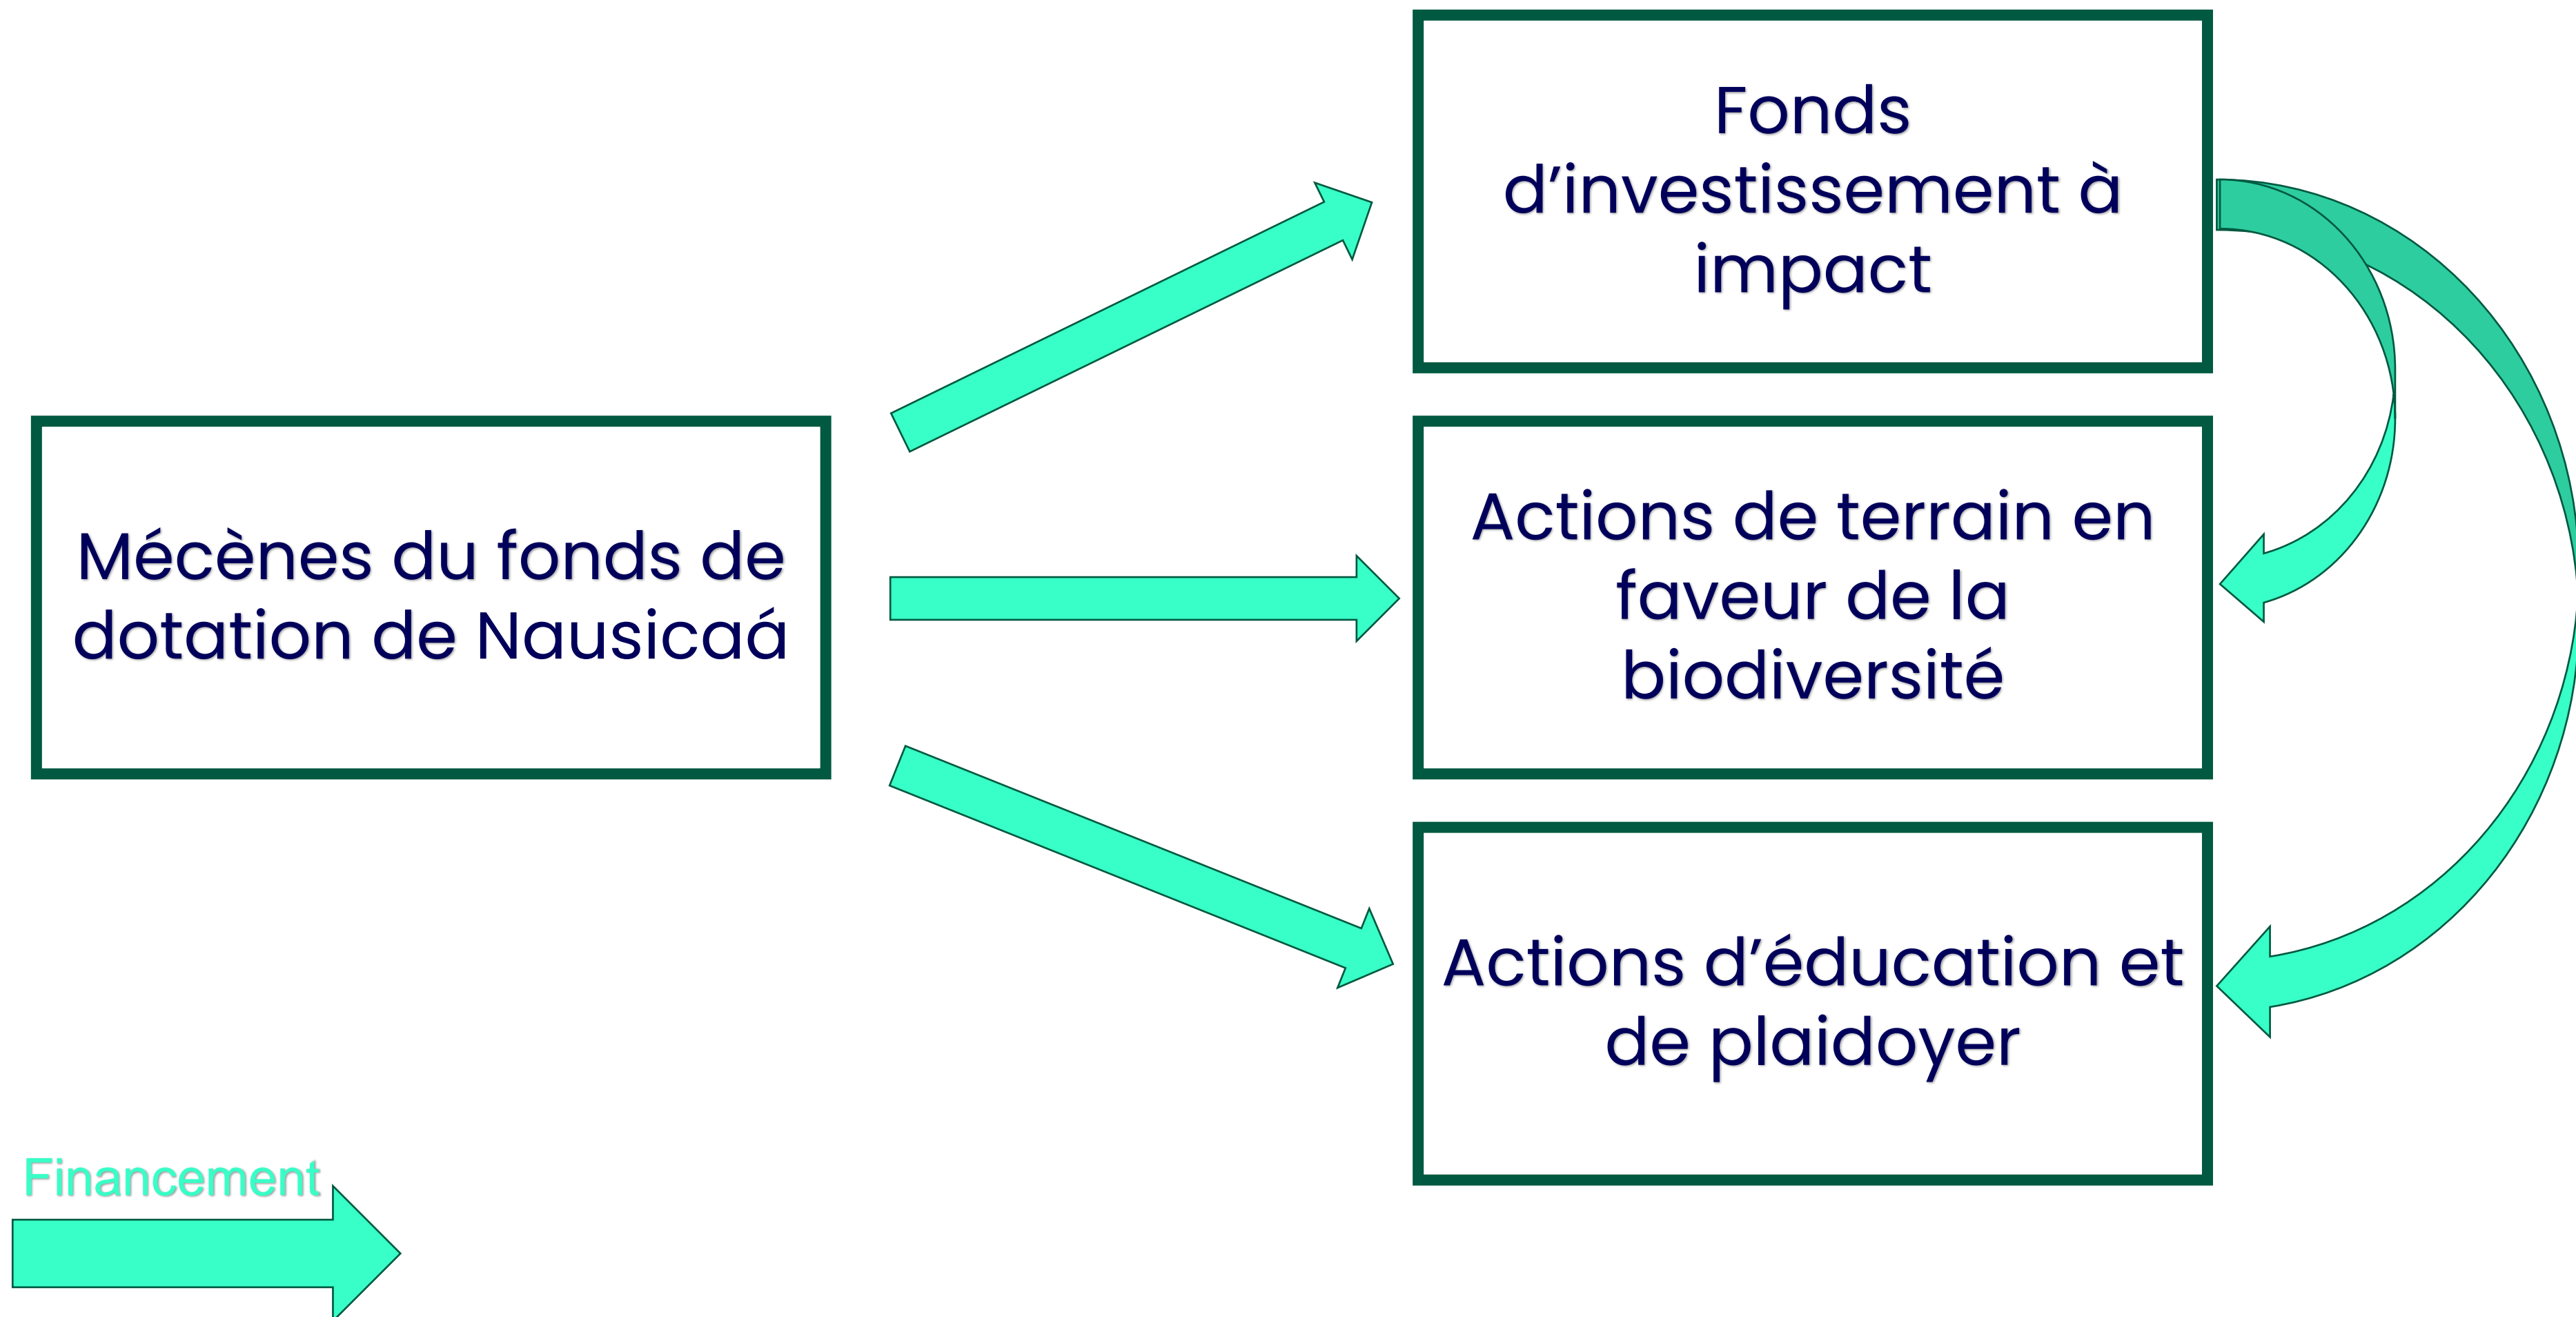 Fonds
d’investissement à
impact
Mécènes du fonds de
dotation de Nausicaá
Actions de terrain en
faveur de la
biodiversité
Actions d’éducation et
de plaidoyer
Financement